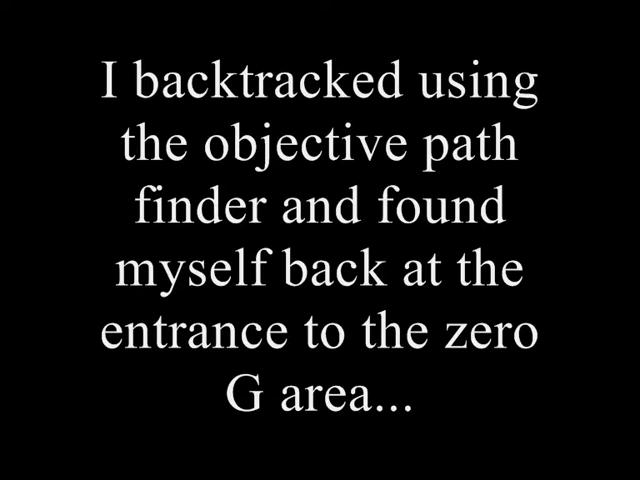 I backtracked using
the objective path
finder and found
myself back at the
entrance to the zero
G area...